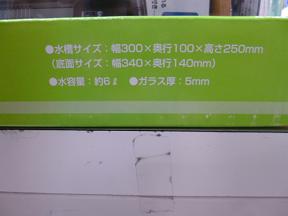 ●水槽サイズ：幅300×奥行100×高さ250mm
（底面サイズ：幅340×奥行140mm）
●水容量：約6ℓ ●ガラス厚：5mm